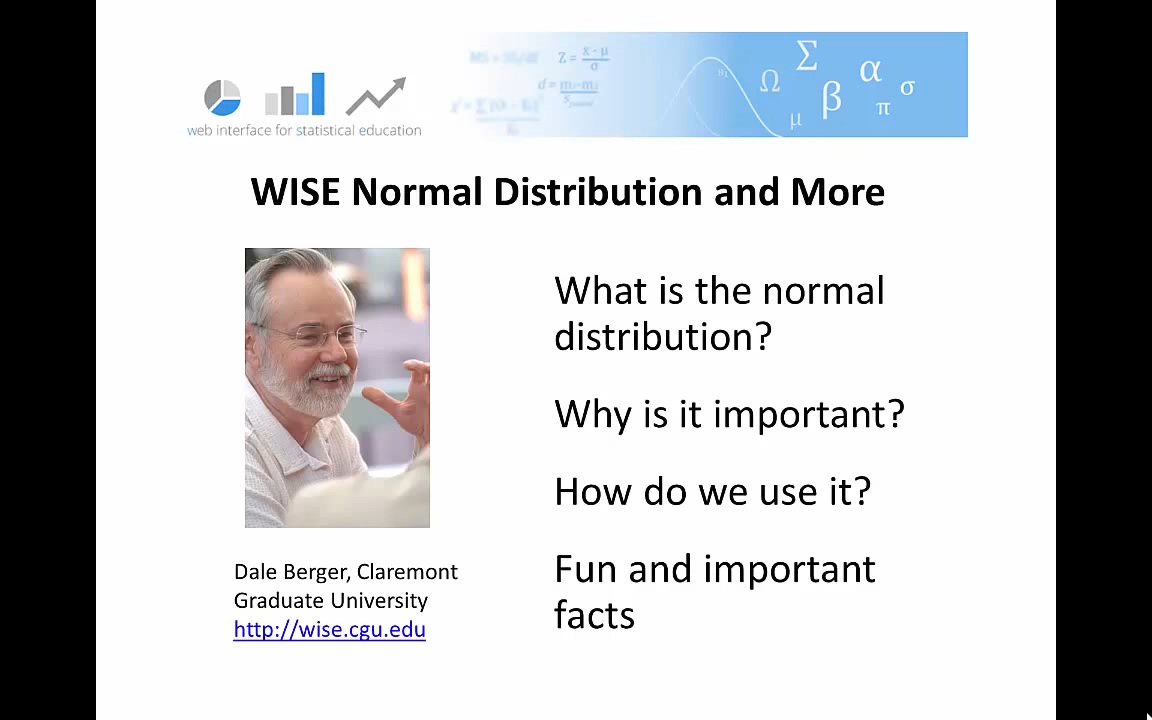 Z = x - μ
σ
Σ
Ω
α
β
σ
π
μ
web interface for statistical education
WISE Normal Distribution and More
What is the normal
distribution?
Why is it important?
How do we use it?
Fun and important
facts
Dale Berger, Claremont
Graduate University
http://wise.cgu.edu